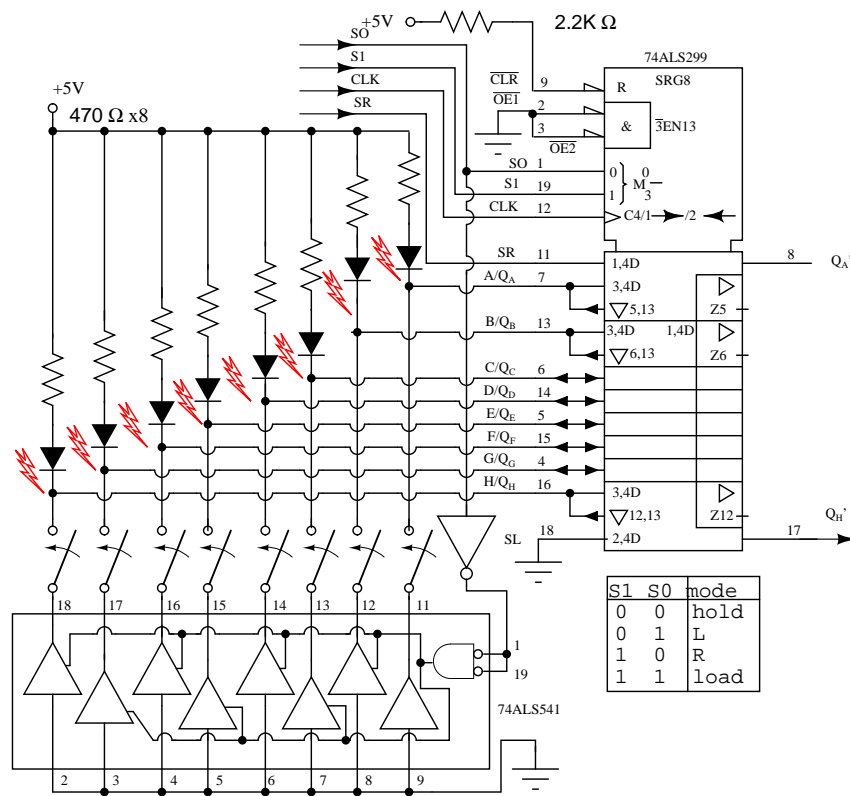 +5V
2.2K Ω
SO
S1
CLK
SR
+5V
470 Ω x8
74ALS299
SRG8
CLR
9
R
OE1
2
3
OE2
&
3EN13
SO 1
0
1
M
0
3
S1 19
CLK 12
C4/1
/2
SR 11
1,4D
8
QA'
A/QA
7
3,4D
5,13
Z5
B/QB
13
3,4D
1,4D
6,13
Z6
C/QC
6
D/QD
14
E/QE
5
F/QF
15
G/QG
4
H/QH
16
3,4D
12,13
Z12
SL
18
2,4D
17
QH'
S1 S0 mode
0 0 hold
0 1 L
1 0 R
1 1 load
18 17 16 15 14 13 12 11
1
19
74ALS541
2 3 4 5 6 7 8 9